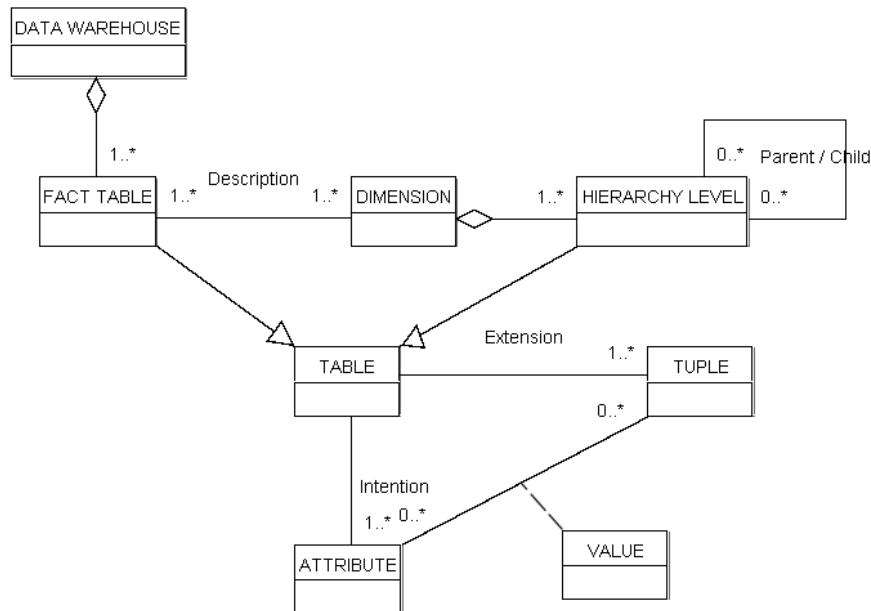 DATA WAREHOUSE
1..*
FACT TABLE
1..*
Description
1..*
DIMENSION
1..*
HIERARCHY LEVEL
0..*
Parent / Child
0..*
TABLE
Extension
1..*
TUPLE
0..*
Intention
1..*
0..*
ATTRIBUTE
VALUE